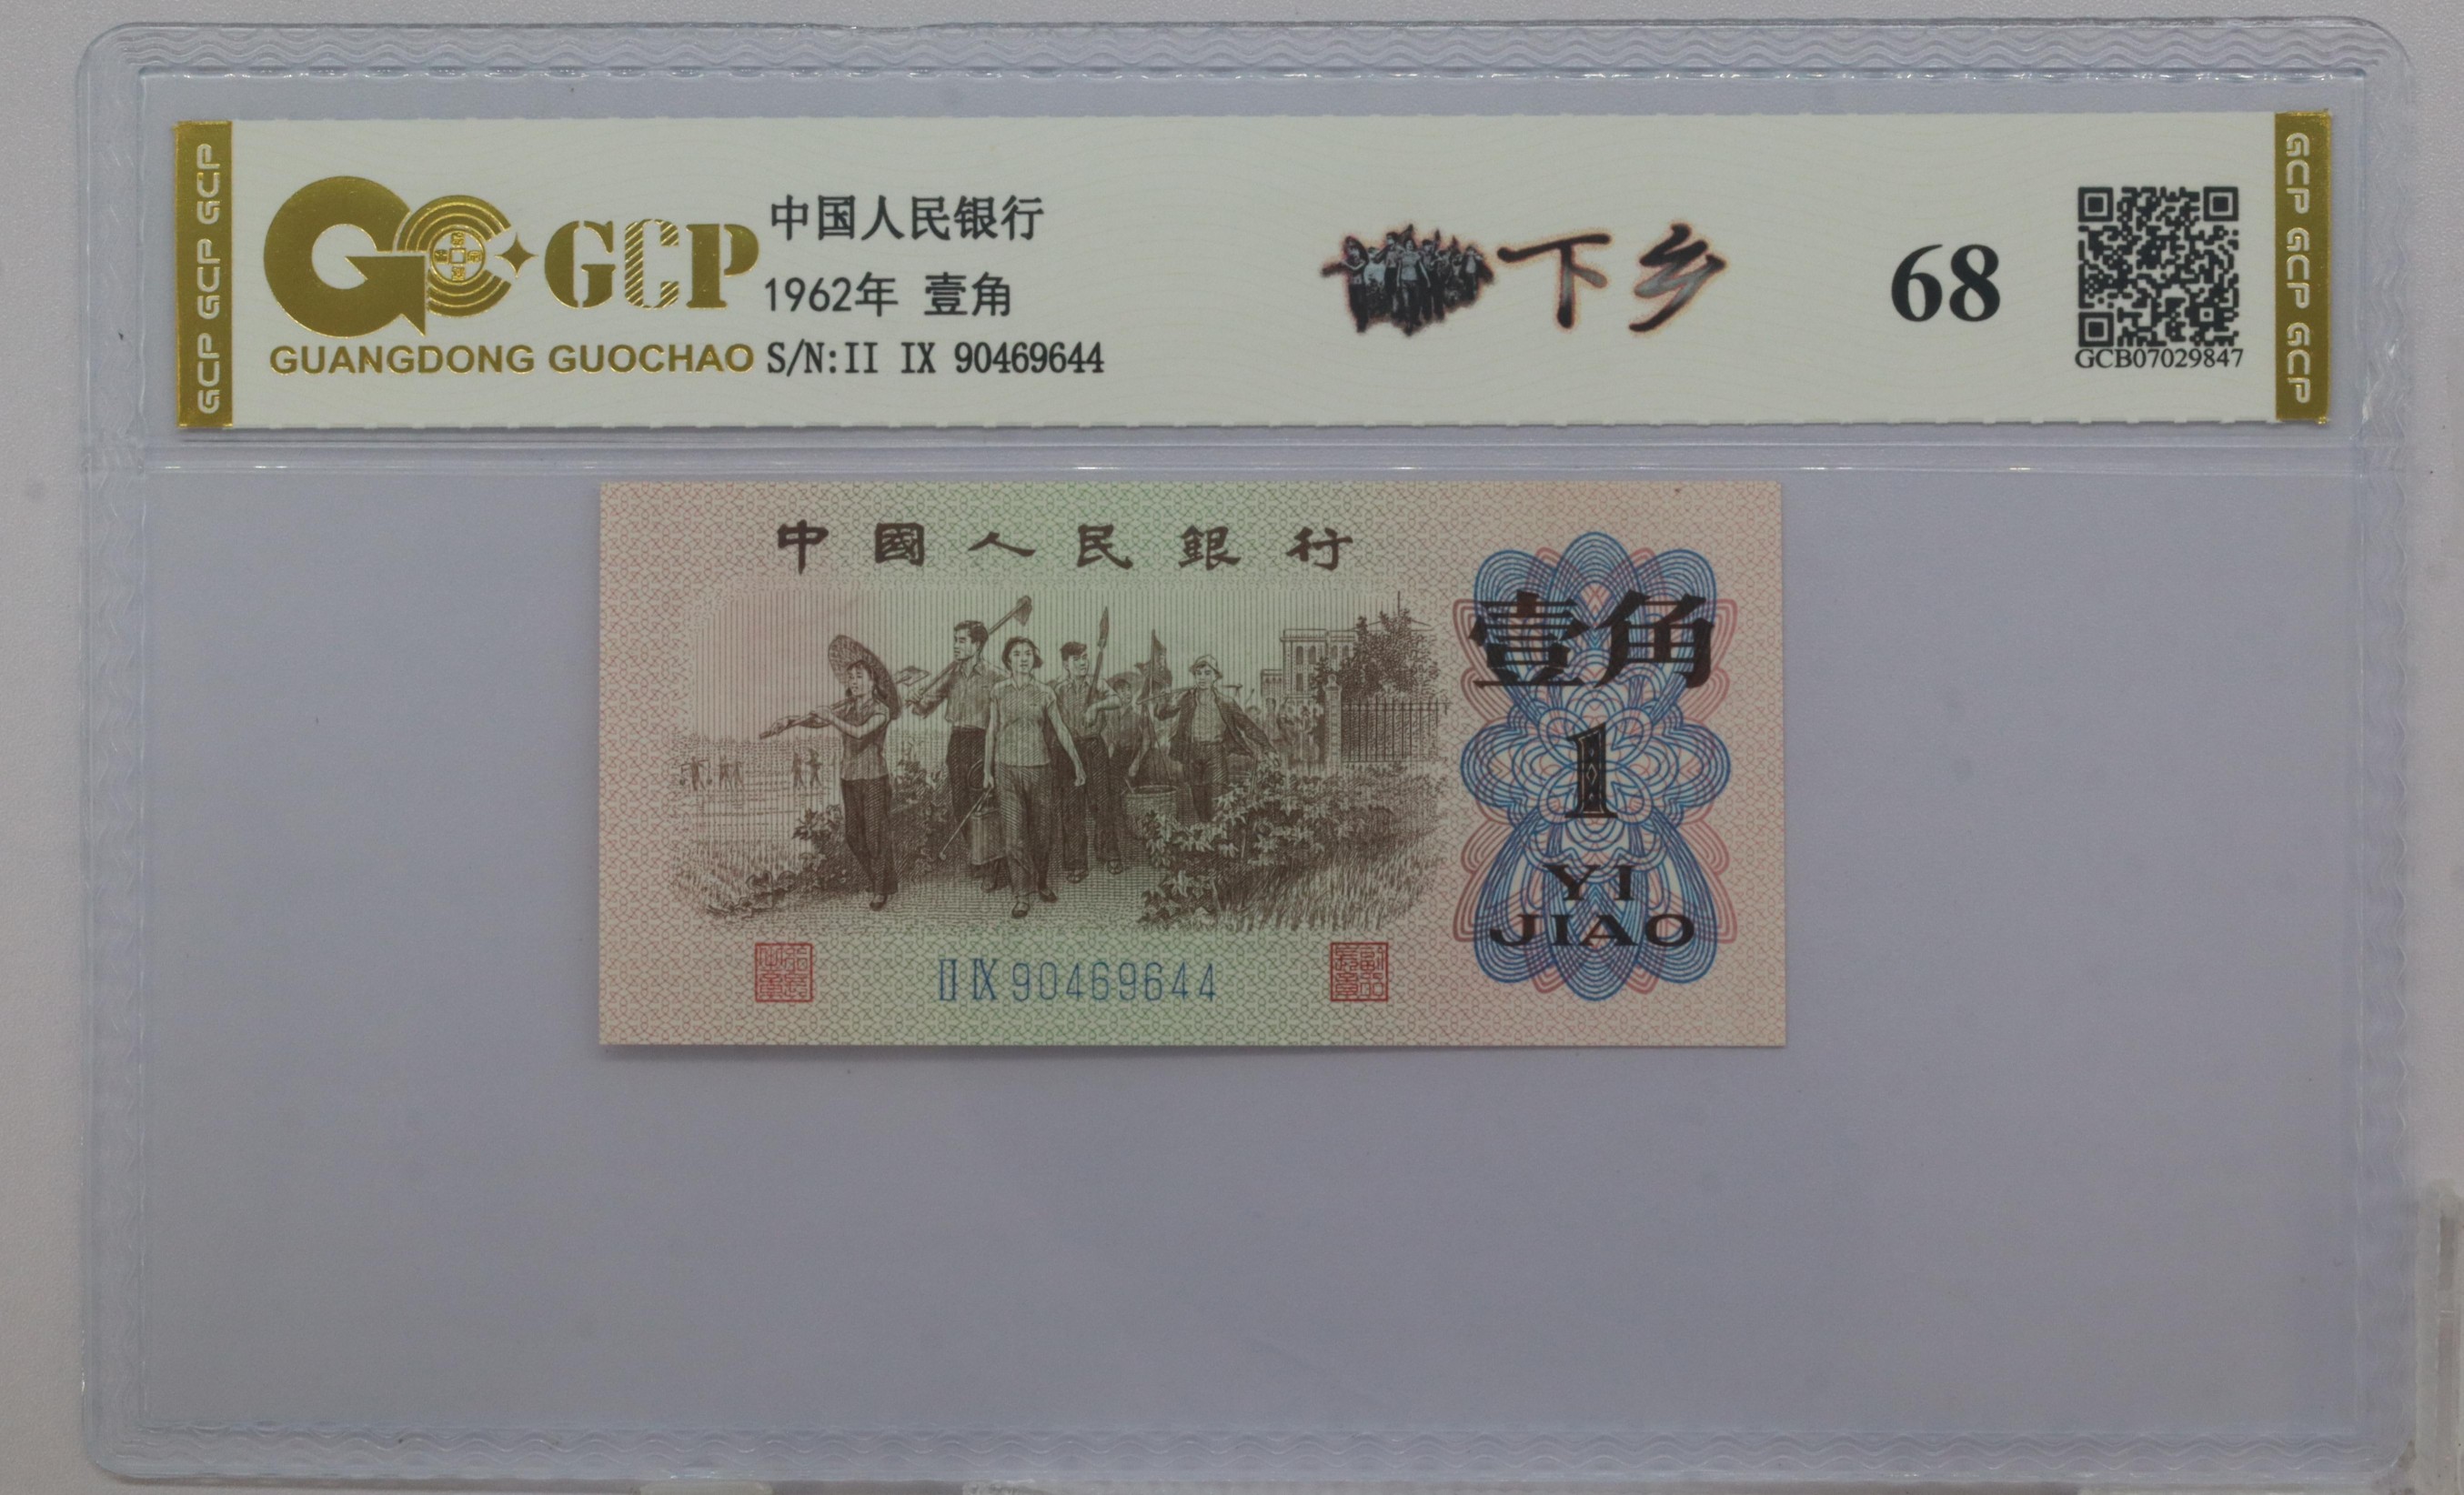 GCP GCP GCP
GCP
GUANGDONG GUOCHAO
中国人民银行
1962年 壹角
S/N:II IX 90469644
下乡
68
GCB07029847
GCP GCP GCP
中國人民銀行
壹角
1
YI
JIAO
II IX 90469644